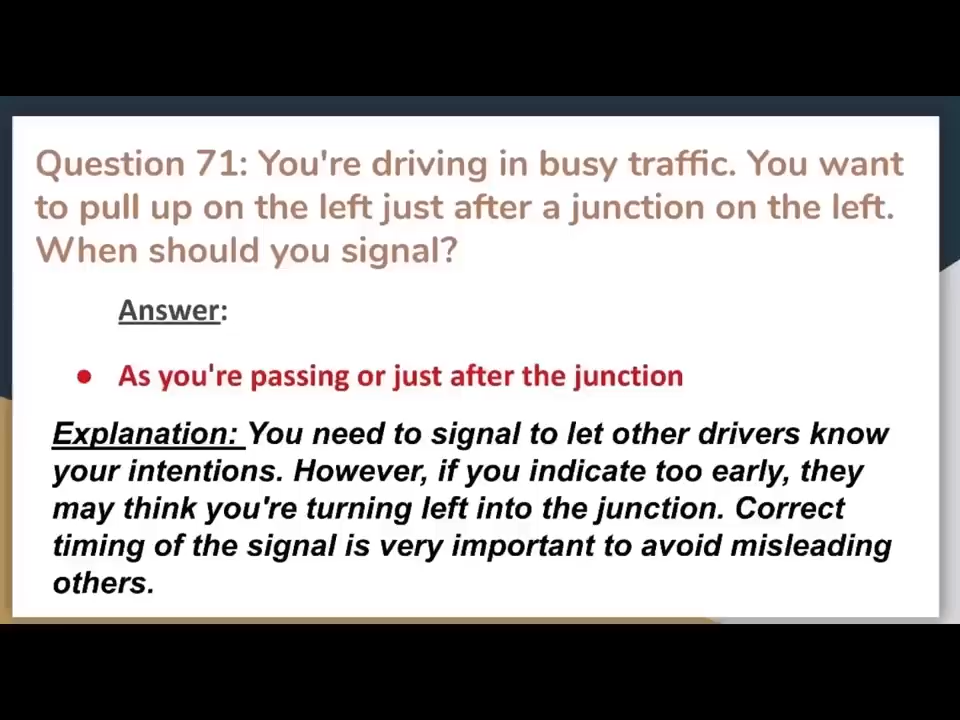 Question 71: You're driving in busy traffic. You want
to pull up on the left just after a junction on the left.
When should you signal?
Answer:
● As you're passing or just after the junction
Explanation: You need to signal to let other drivers know
your intentions. However, if you indicate too early, they
may think you're turning left into the junction. Correct
timing of the signal is very important to avoid misleading
others.